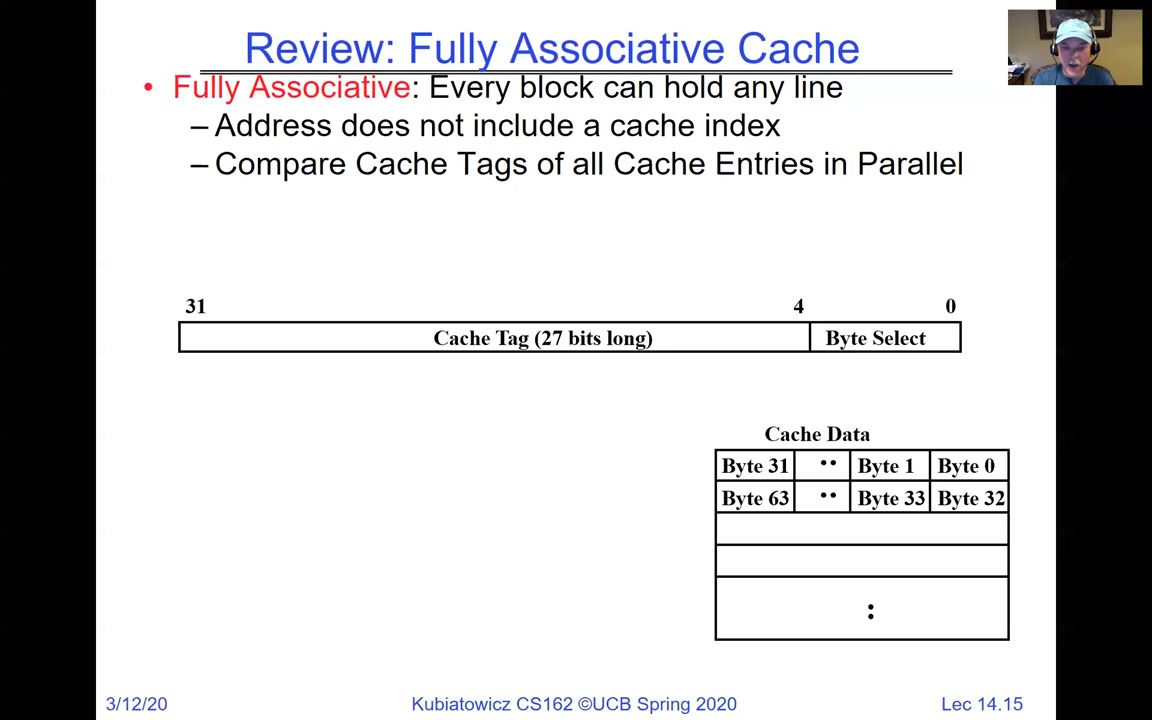 Review: Fully Associative Cache
• Fully Associative: Every block can hold any line
– Address does not include a cache index
– Compare Cache Tags of all Cache Entries in Parallel
31 4 0
Cache Tag (27 bits long) Byte Select
Cache Data
Byte 31 •• Byte 1 Byte 0
Byte 63 •• Byte 33 Byte 32
:
3/12/20 Kubiatowicz CS162 ©UCB Spring 2020 Lec 14.15